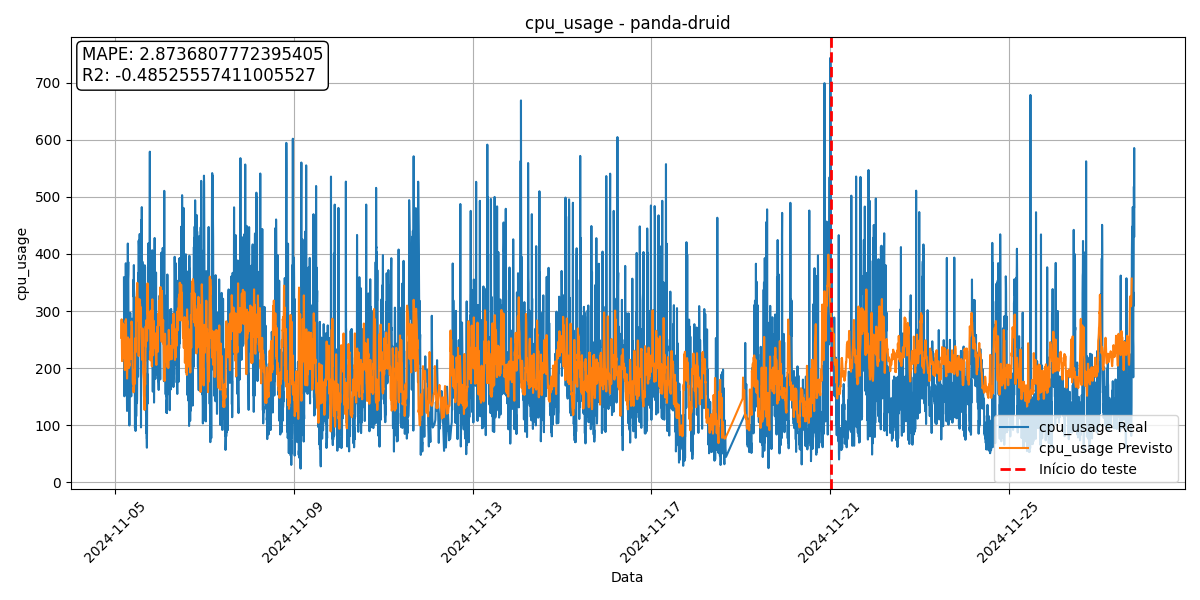 cpu_usage - panda-druid
MAPE: 2.8736807772395405
R2: -0.48525557411005527
cpu_usage
700
600
500
400
300
200
100
0
cpu_usage Real
cpu_usage Previsto
Início do teste
2024-11-05
2024-11-09
2024-11-13
2024-11-17
2024-11-21
2024-11-25
Data